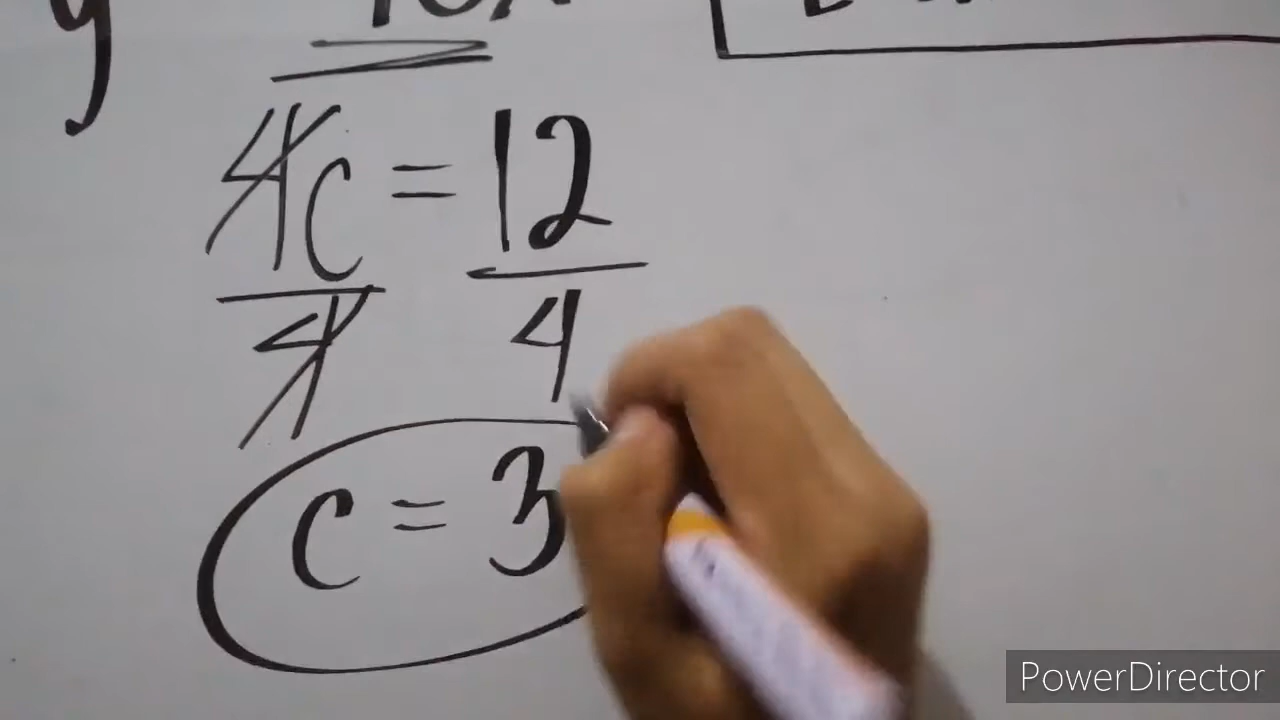 y
4c = 12
4 4
c = 3
PowerDirector